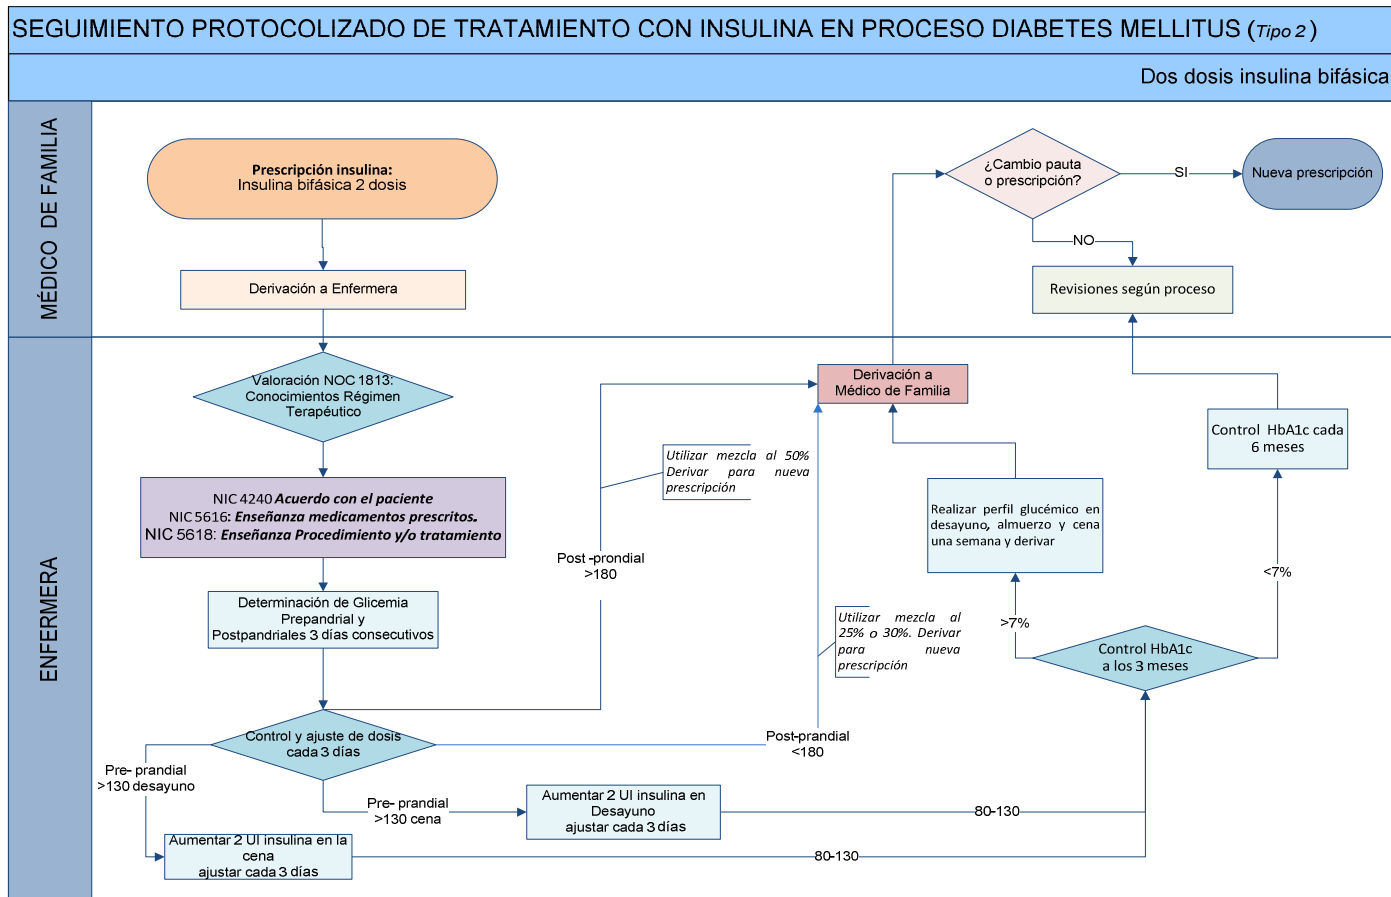 SEGUIMIENTO PROTOCOLIZADO DE TRATAMIENTO CON INSULINA EN PROCESO DIABETES MELLITUS (Tipo 2 )
Dos dosis insulina bifásica
MÉDICO DE FAMILIA
Prescripción insulina:
Insulina bifásica 2 dosis
Derivación a Enfermera
¿Cambio pauta
o prescripción?
SI
Nueva prescripción
NO
Revisiones según proceso
ENFERMERA
Valoración NOC 1813:
Conocimientos Régimen
Terapéutico
NIC 4240 Acuerdo con el paciente
NIC 5616: Enseñanza medicamentos prescritos.
NIC 5618: Enseñanza Procedimiento y/o tratamiento
Determinación de Glicemia
Prepandrial y
Postpandriales 3 días consecutivos
Control y ajuste de dosis
cada 3 días
Pre- prandial
>130 desayuno
Aumentar 2 UI insulina en la
cena
ajustar cada 3 días
Pre- prandial
>130 cena
Aumentar 2 UI insulina en
Desayuno
ajustar cada 3 días
Post -prondial
>180
Utilizar mezcla al 50%
Derivar para nueva
prescripción
Derivación a
Médico de Familia
Post-prandial
<180
Utilizar mezcla al
25% o 30%. Derivar
para nueva
prescripción
80-130
80-130
Control HbA1c
a los 3 meses
>7%
Realizar perfil glucémico en
desayuno, almuerzo y cena
una semana y derivar
<7%
Control HbA1c cada
6 meses